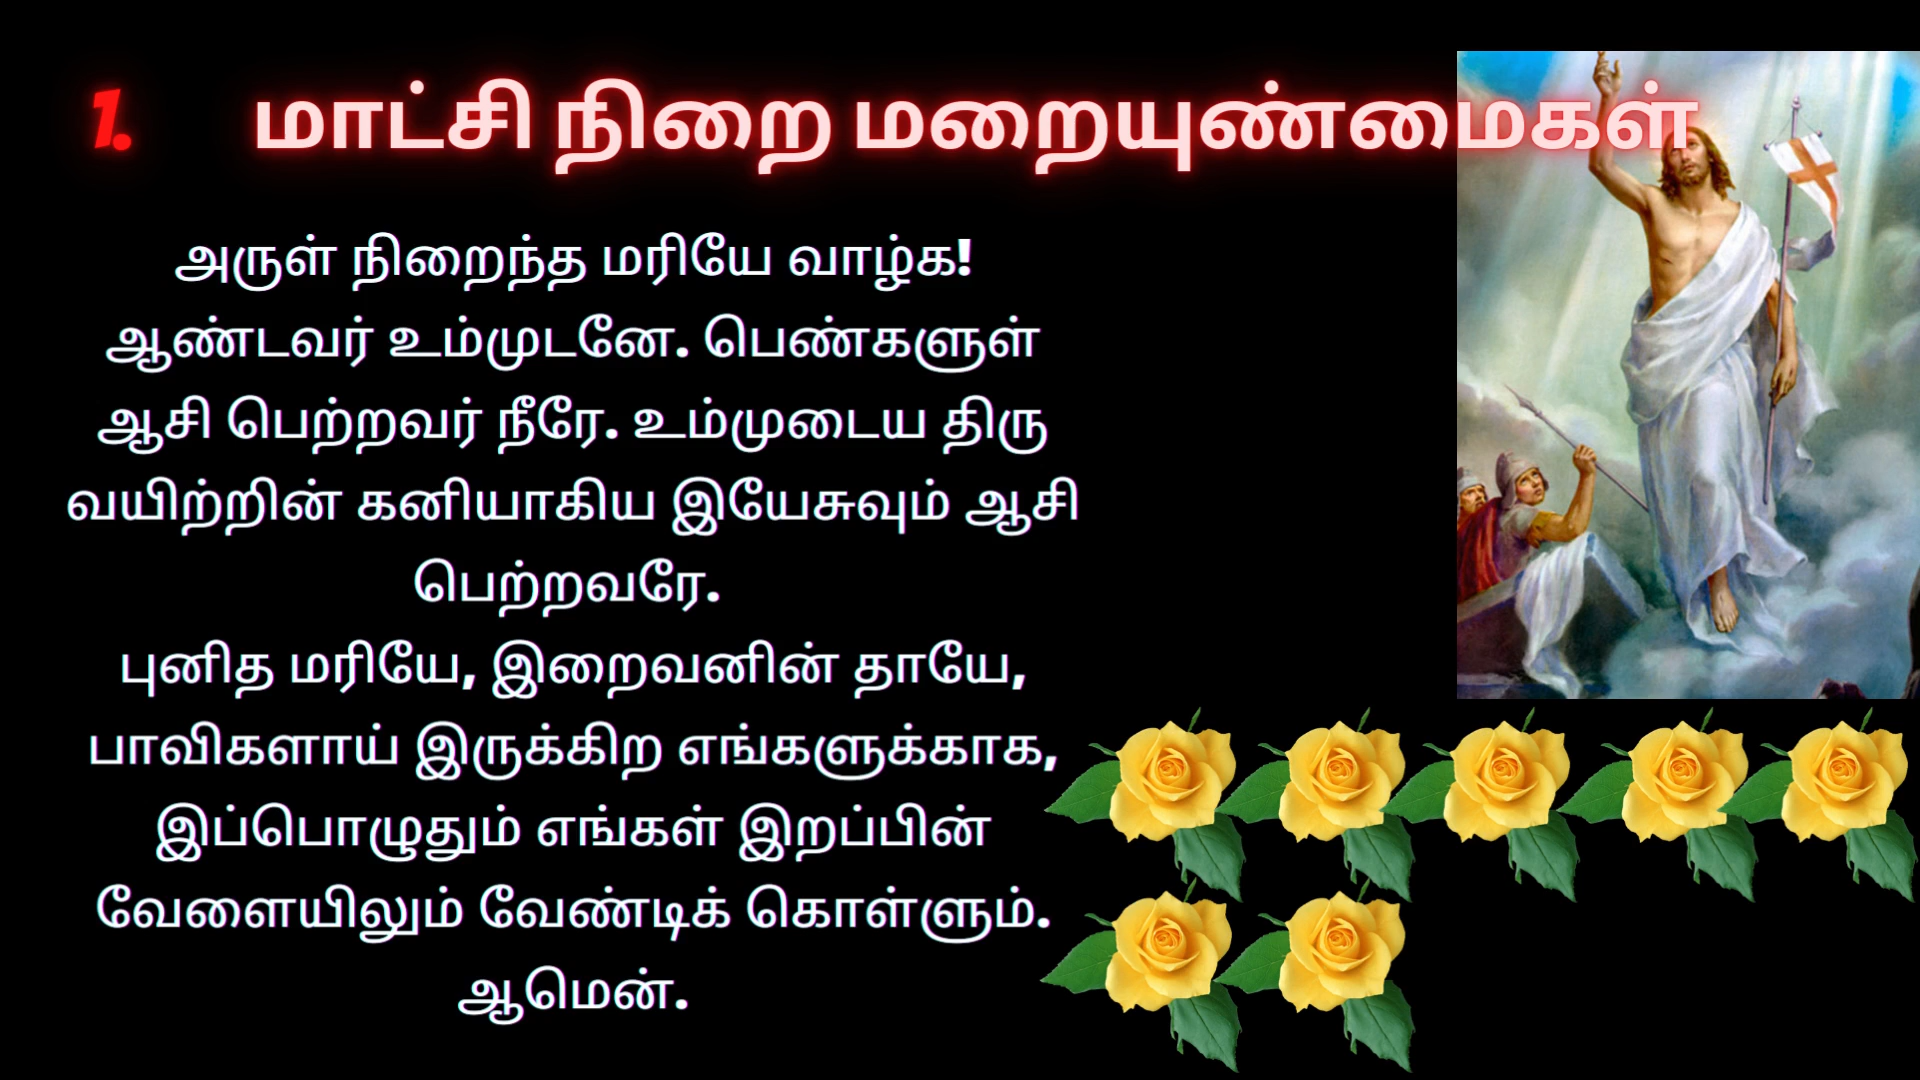 1. மாட்சி நிறை மறையுண்மைகள்
அருள் நிறைந்த மரியே வாழ்க!
ஆண்டவர் உம்முடனே. பெண்களுள்
ஆசி பெற்றவர் நீரே. உம்முடைய திரு
வயிற்றின் கனியாகிய இயேசுவும் ஆசி
பெற்றவரே.
புனித மரியே, இறைவனின் தாயே,
பாவிகளாய் இருக்கிற எங்களுக்காக,
இப்பொழுதும் எங்கள் இறப்பின்
வேளையிலும் வேண்டிக் கொள்ளும்.
ஆமென்.